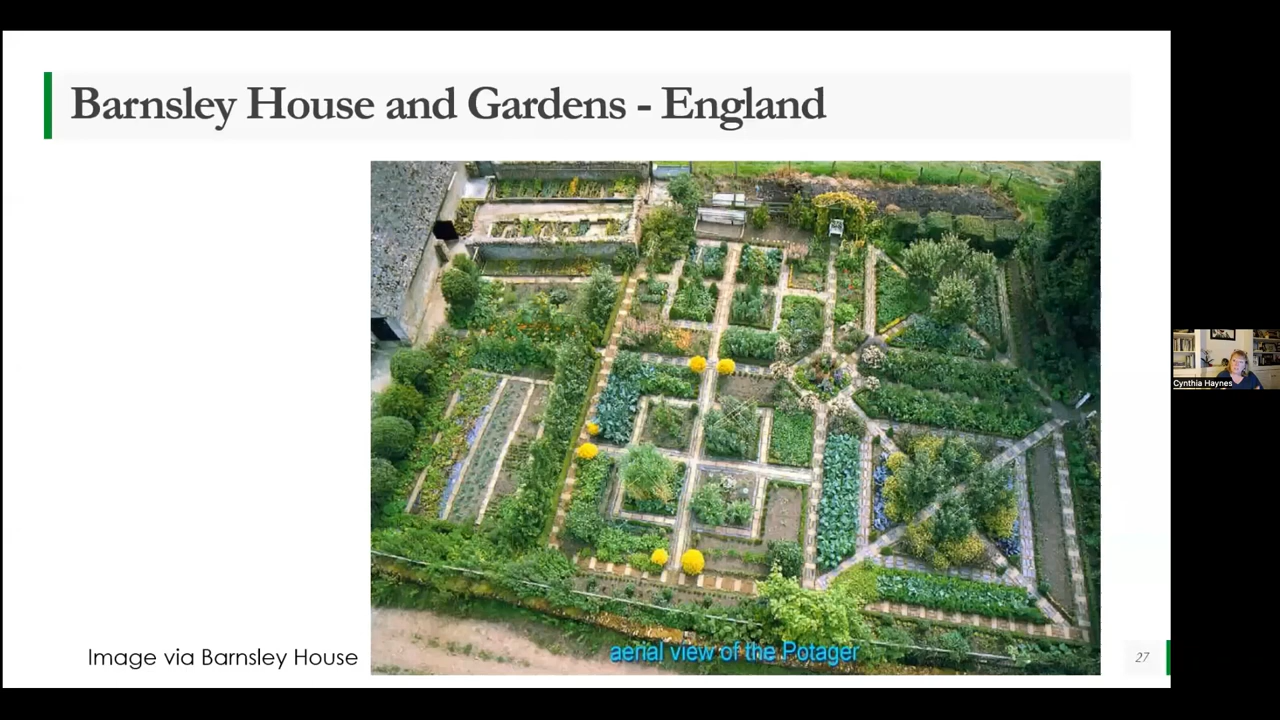 Barnsley House and Gardens - England
Cynthia Haynes
aerial view of the Potager
Image via Barnsley House
27